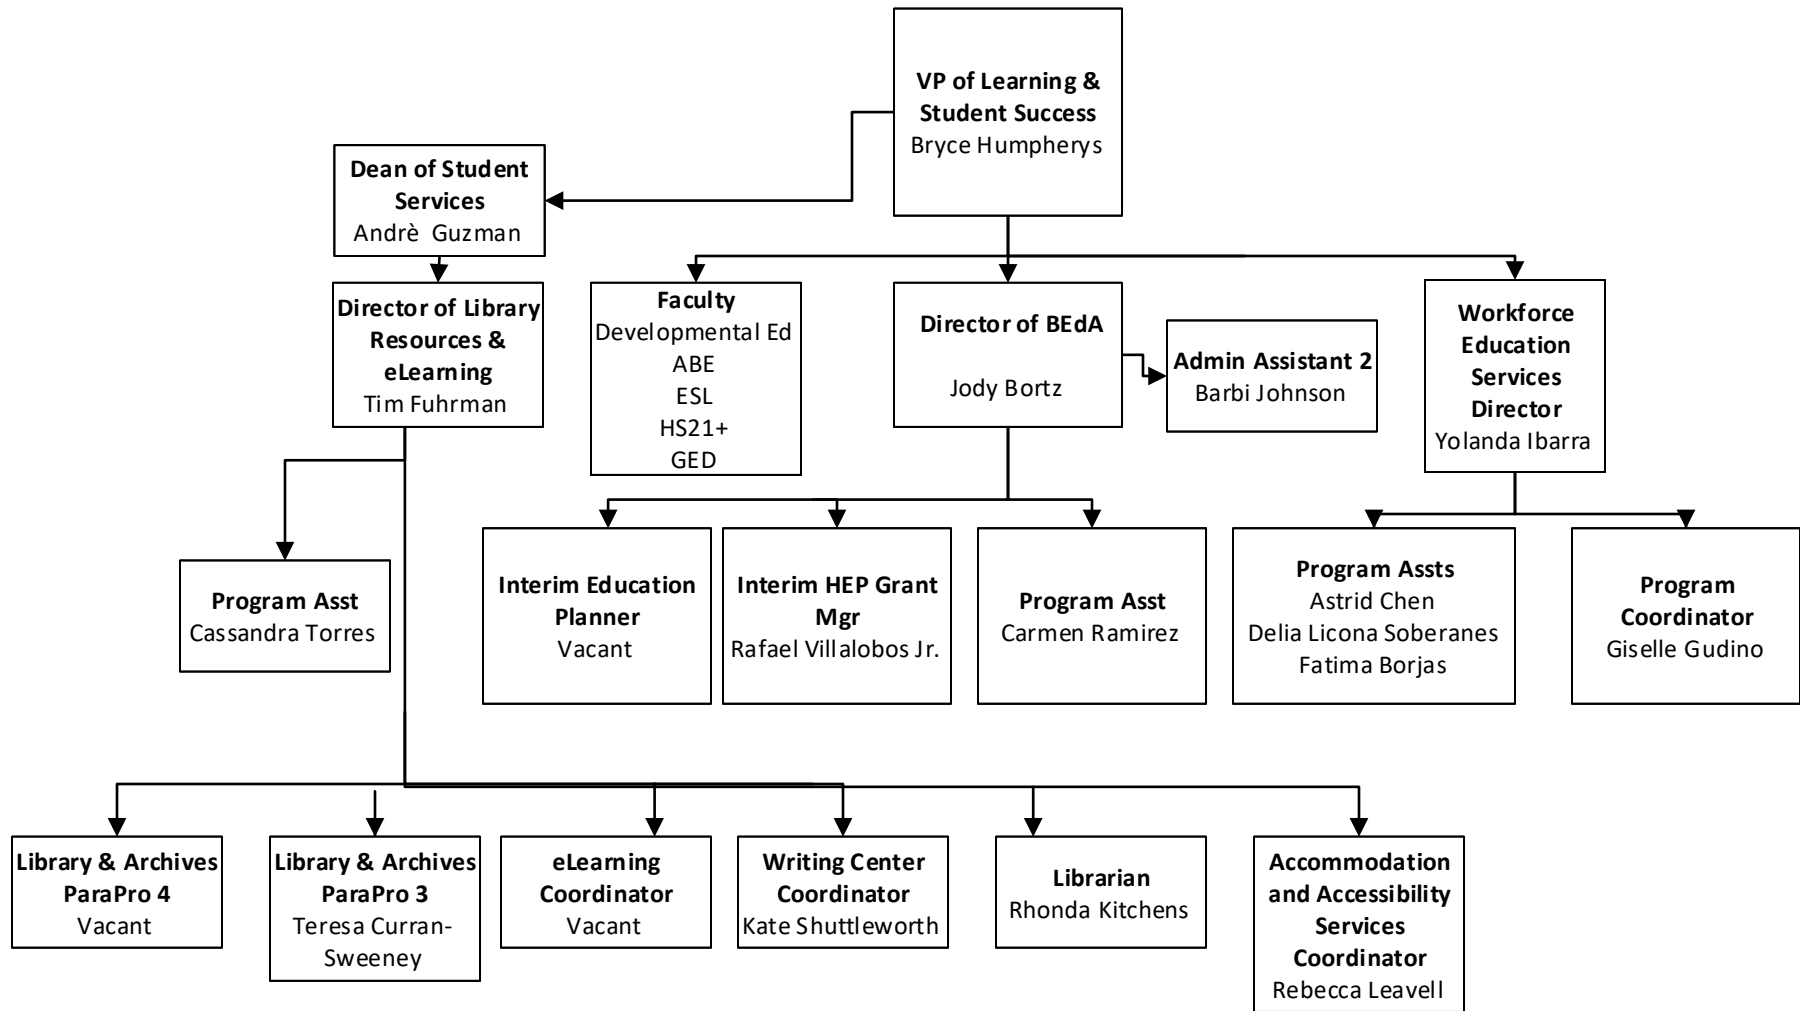 VP of Learning &
Student Success
Bryce Humpherys
Dean of Student
Services
Andrè Guzman
Director of Library
Resources &
eLearning
Tim Fuhrman
Faculty
Developmental Ed
ABE
ESL
HS21+
GED
Director of BEdA
Jody Bortz
Admin Assistant 2
Barbi Johnson
Workforce
Education
Services
Director
Yolanda Ibarra
Program Asst
Cassandra Torres
Interim Education
Planner
Vacant
Interim HEP Grant
Mgr
Rafael Villalobos Jr.
Program Asst
Carmen Ramirez
Program Assts
Astrid Chen
Delia Licona Soberanes
Fatima Borjas
Program
Coordinator
Giselle Gudino
Library & Archives
ParaPro 4
Vacant
Library & Archives
ParaPro 3
Teresa Curran-
Sweeney
eLearning
Coordinator
Vacant
Writing Center
Coordinator
Kate Shuttleworth
Librarian
Rhonda Kitchens
Accommodation
and Accessibility
Services
Coordinator
Rebecca Leavell